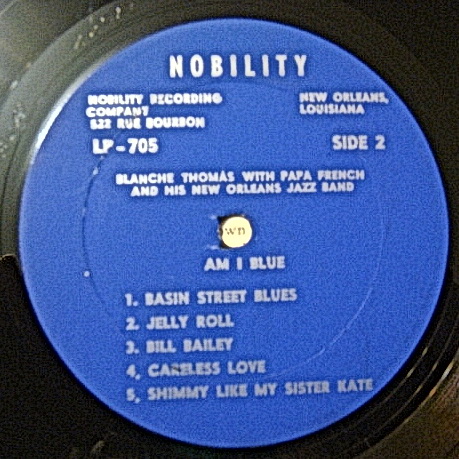 NOBILITY
NOBILITY RECORDING
COMPANY
522 RUE BOURBON
NEW ORLEANS,
LOUISIANA
LP-705
SIDE 2
BLANCHE THOMAS WITH PAPA FRENCH
AND HIS NEW ORLEANS JAZZ BAND
wn
AM I BLUE
1. BASIN STREET BLUES
2. JELLY ROLL
3. BILL BAILEY
4, CARELESS LOVE
5, SHIMMY LIKE MY SISTER KATE